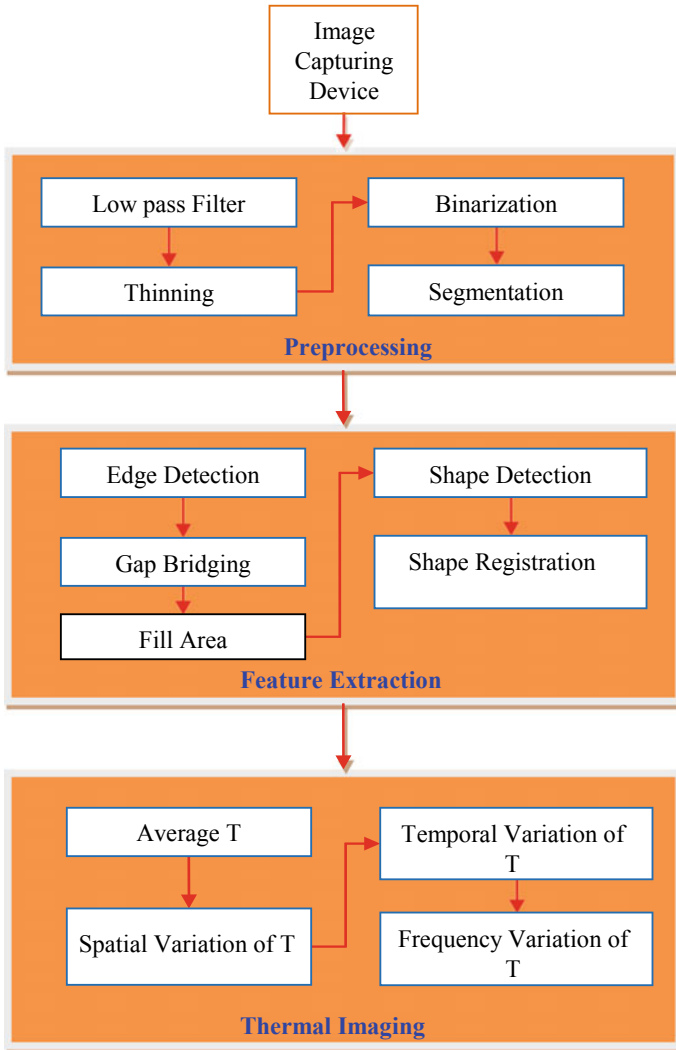 Image
Capturing
Device
Low pass Filter
Thinning
Binarization
Segmentation
Preprocessing
Edge Detection
Gap Bridging
Fill Area
Shape Detection
Shape Registration
Feature Extraction
Average T
Spatial Variation of T
Temporal Variation of
T
Frequency Variation of
T
Thermal Imaging